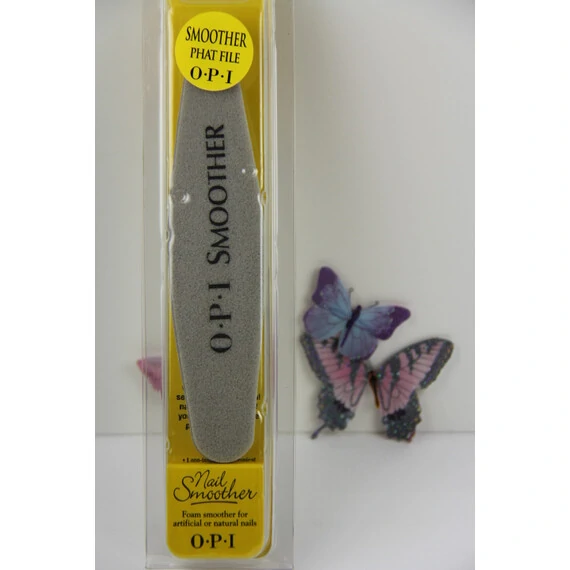 SMOOTHER
PHAT FILE
O·P·I
O·P·I SMOOTHER
Nail
Smoother
Foam smoother for
artificial or natural nails
O·P·I